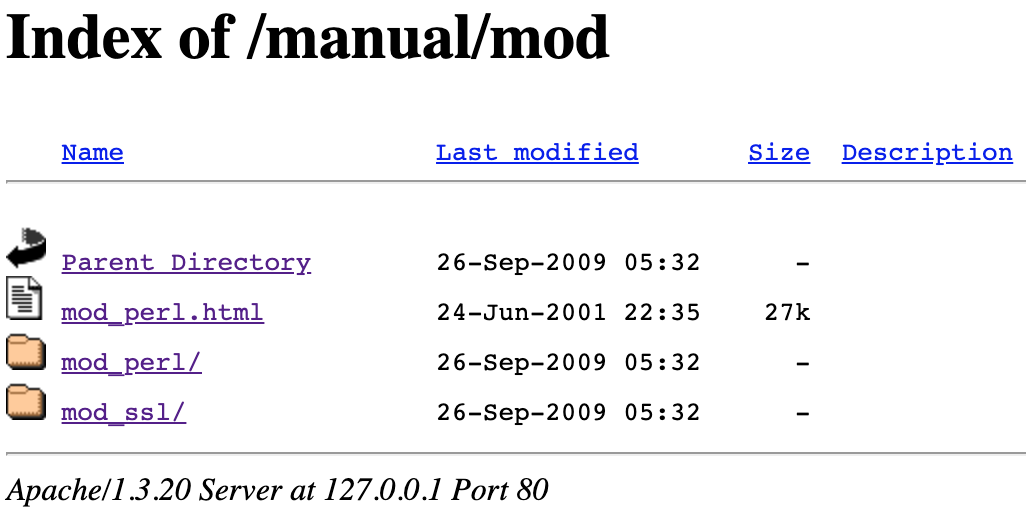 Index of /manual/mod
Name Last modified Size Description
Parent Directory 26-Sep-2009 05:32 -
mod_perl.html 24-Jun-2001 22:35 27k
mod_perl/ 26-Sep-2009 05:32 -
mod_ssl/ 26-Sep-2009 05:32 -
Apache/1.3.20 Server at 127.0.0.1 Port 80